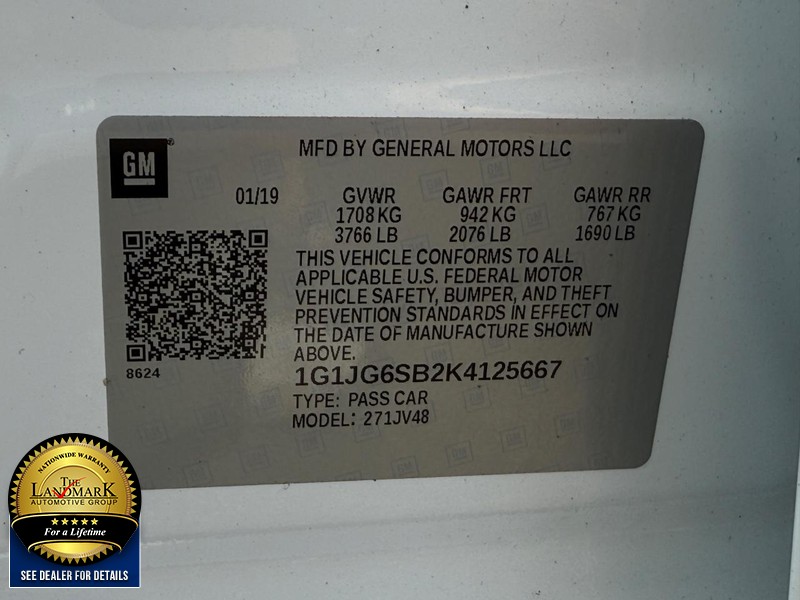 GM
MFD BY GENERAL MOTORS LLC
01/19 GVWR GAWR FRT GAWR RR
1708 KG 942 KG 767 KG
3766 LB 2076 LB 1690 LB
THIS VEHICLE CONFORMS TO ALL
APPLICABLE U.S. FEDERAL MOTOR
VEHICLE SAFETY, BUMPER, AND THEFT
PREVENTION STANDARDS IN EFFECT ON
THE DATE OF MANUFACTURE SHOWN
ABOVE.
8624
1G1JG6SB2K4125667
TYPE: PASS CAR
MODEL: 271JV48
NATIONWIDE WARRANTY
THE
LANDMARK
AUTOMOTIVE GROUP
For a Lifetime
SEE DEALER FOR DETAILS